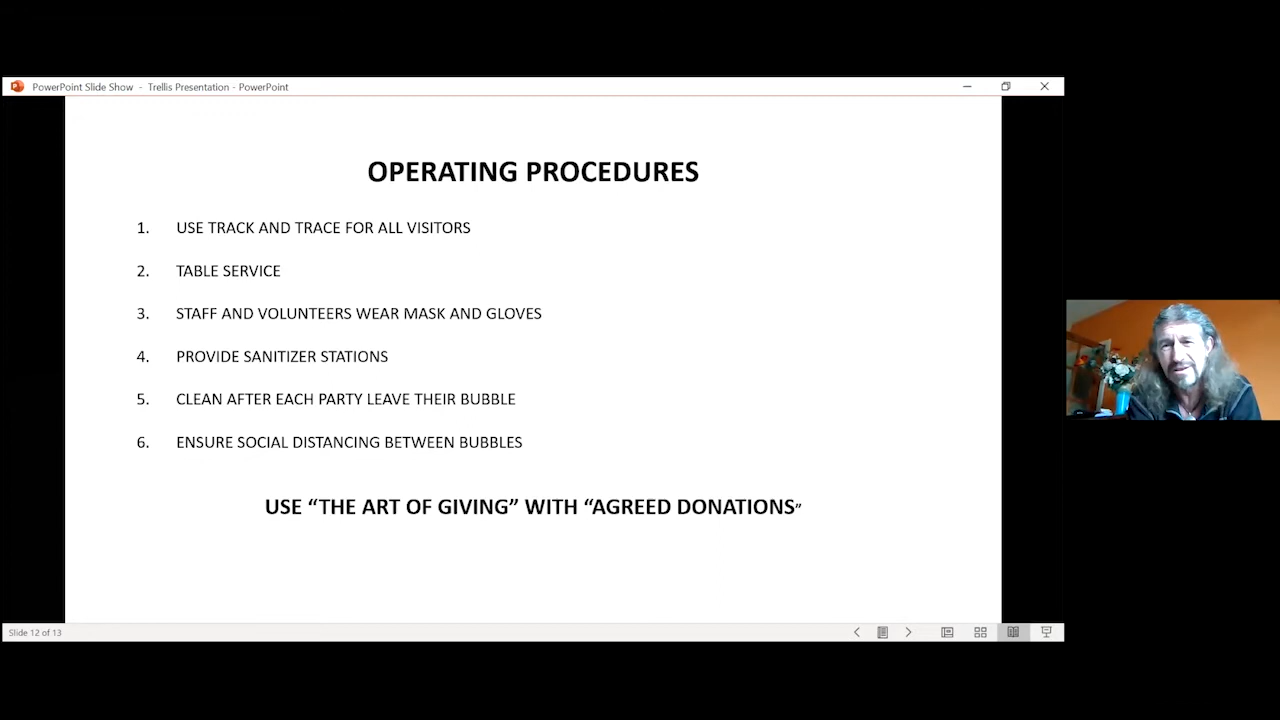 PowerPoint Slide Show - Trellis Presentation - PowerPoint
OPERATING PROCEDURES
1. USE TRACK AND TRACE FOR ALL VISITORS
2. TABLE SERVICE
3. STAFF AND VOLUNTEERS WEAR MASK AND GLOVES
4. PROVIDE SANITIZER STATIONS
5. CLEAN AFTER EACH PARTY LEAVE THEIR BUBBLE
6. ENSURE SOCIAL DISTANCING BETWEEN BUBBLES
USE “THE ART OF GIVING” WITH “AGREED DONATIONS”
Slide 12 of 13